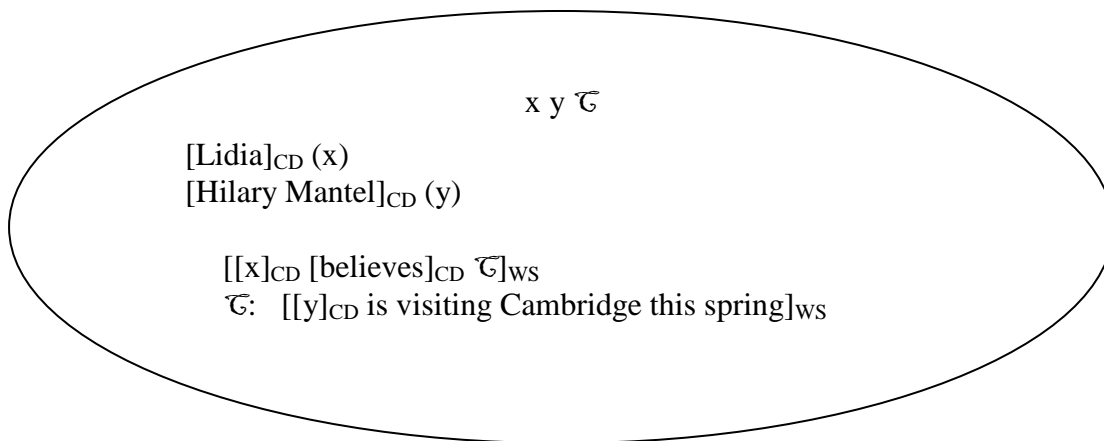 x y 𝒯
[Lidia]CD (x)
[Hilary Mantel]CD (y)
[[x]CD [believes]CD 𝒯]WS
𝒯: [[y]CD is visiting Cambridge this spring]WS